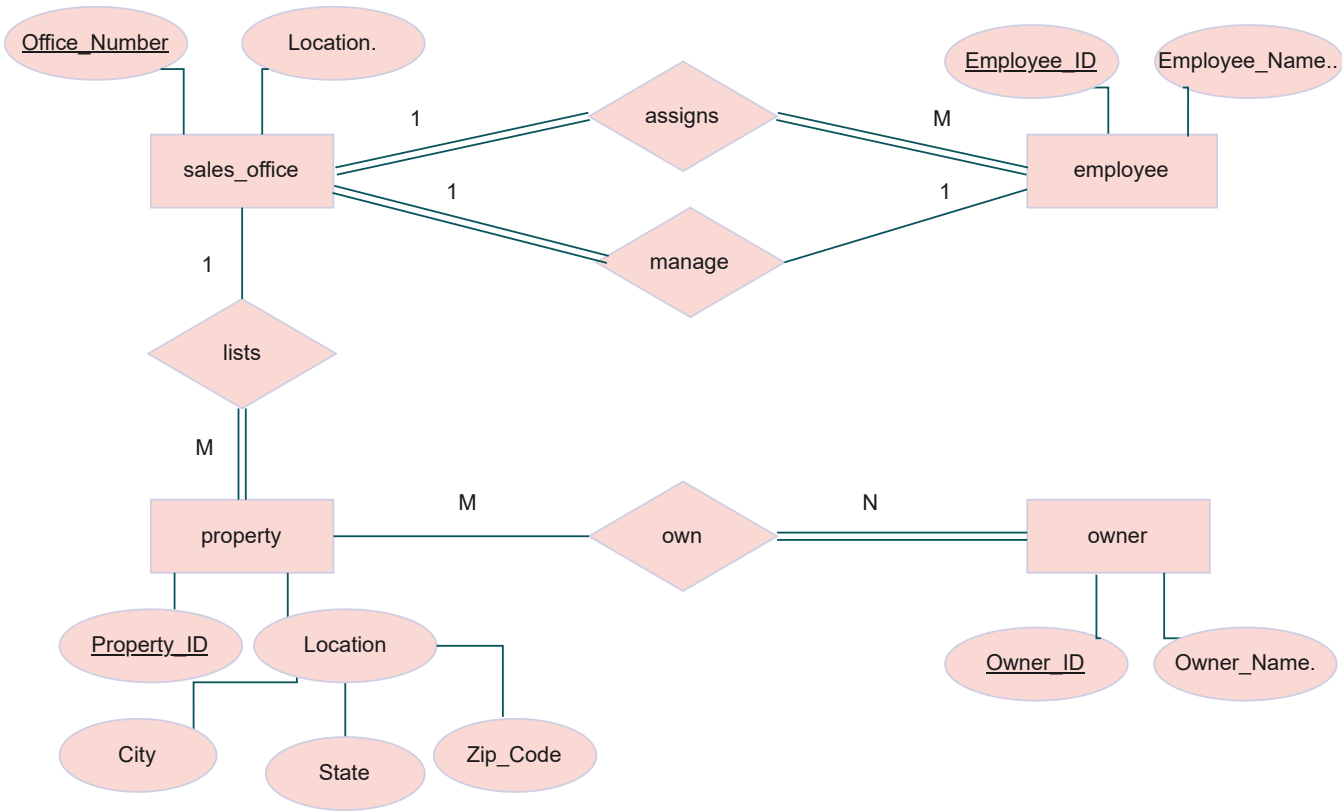 Office_Number
Location.
Employee_ID
Employee_Name..
1
assigns
M
sales_office
employee
1
1
manage
1
lists
M
M
N
property
own
owner
Property_ID
Location
Owner_ID
Owner_Name.
City
State
Zip_Code